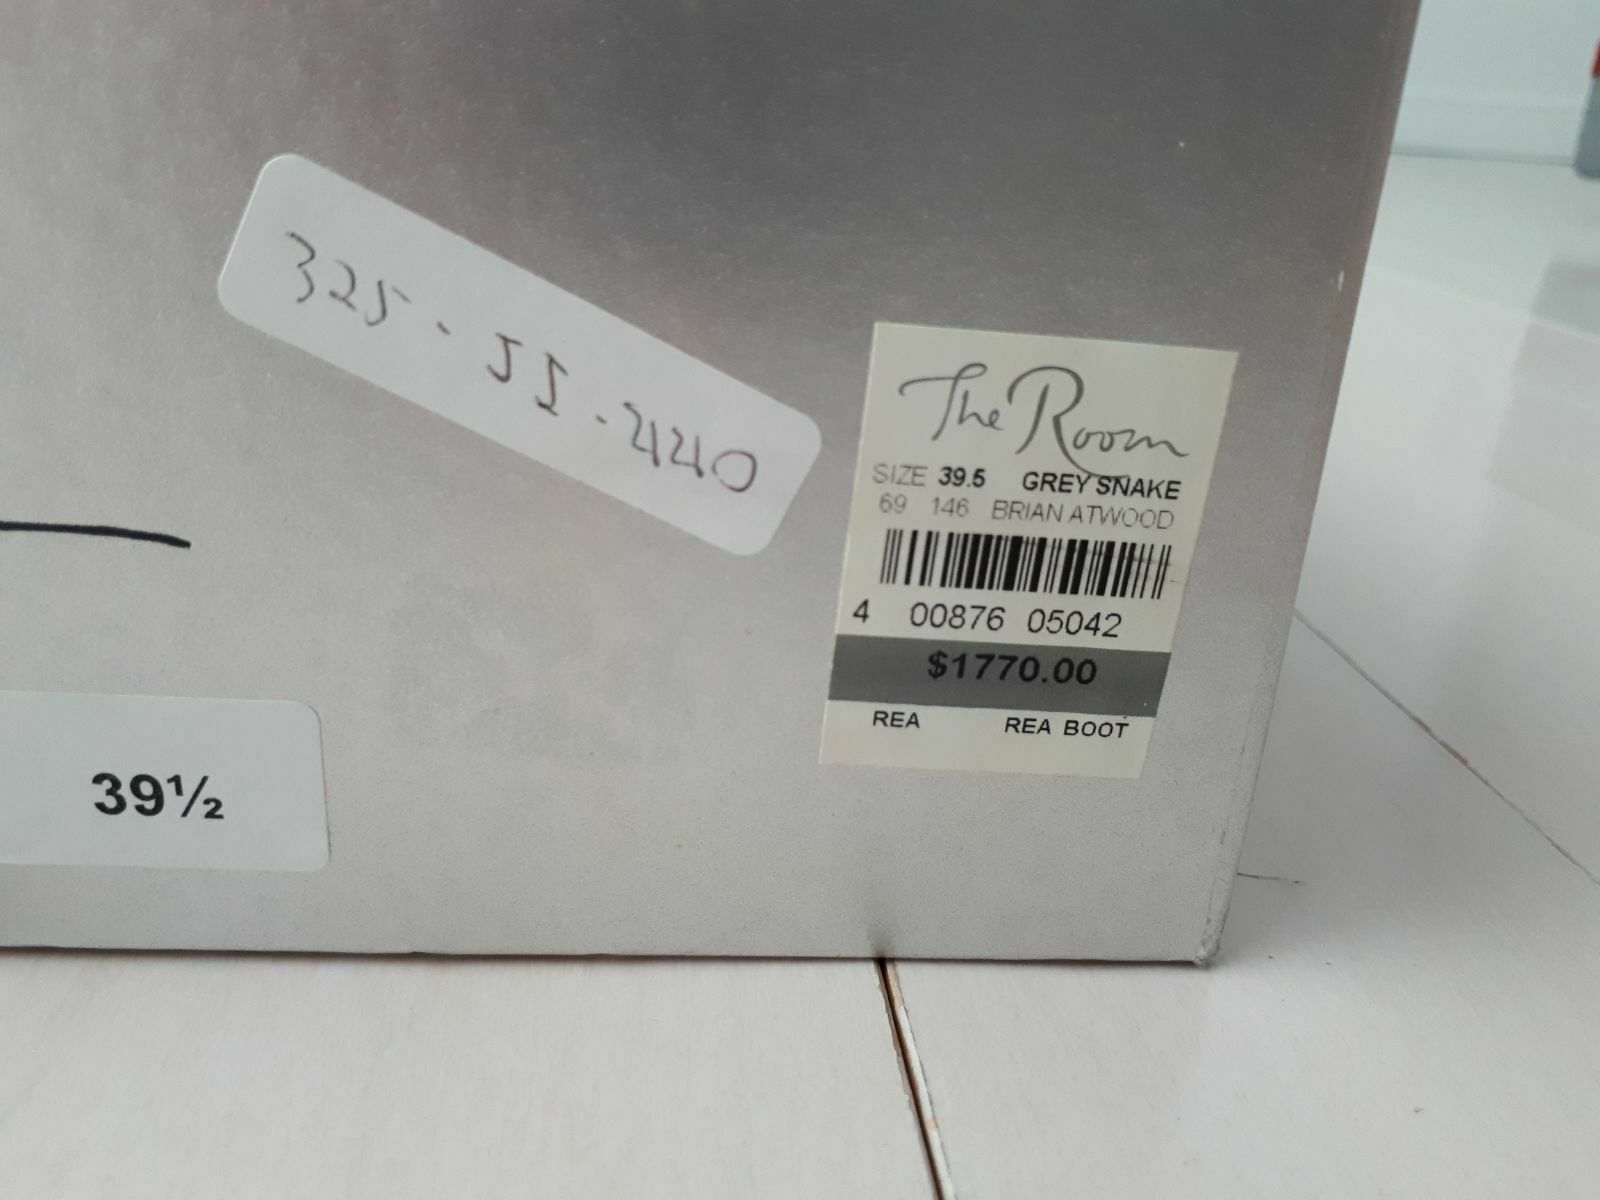 325-22-2440
The Room
SIZE 39.5 GREY SNAKE
69 146 BRIAN ATWOOD
4 00876 05042
$1770.00
REA REA BOOT
39½